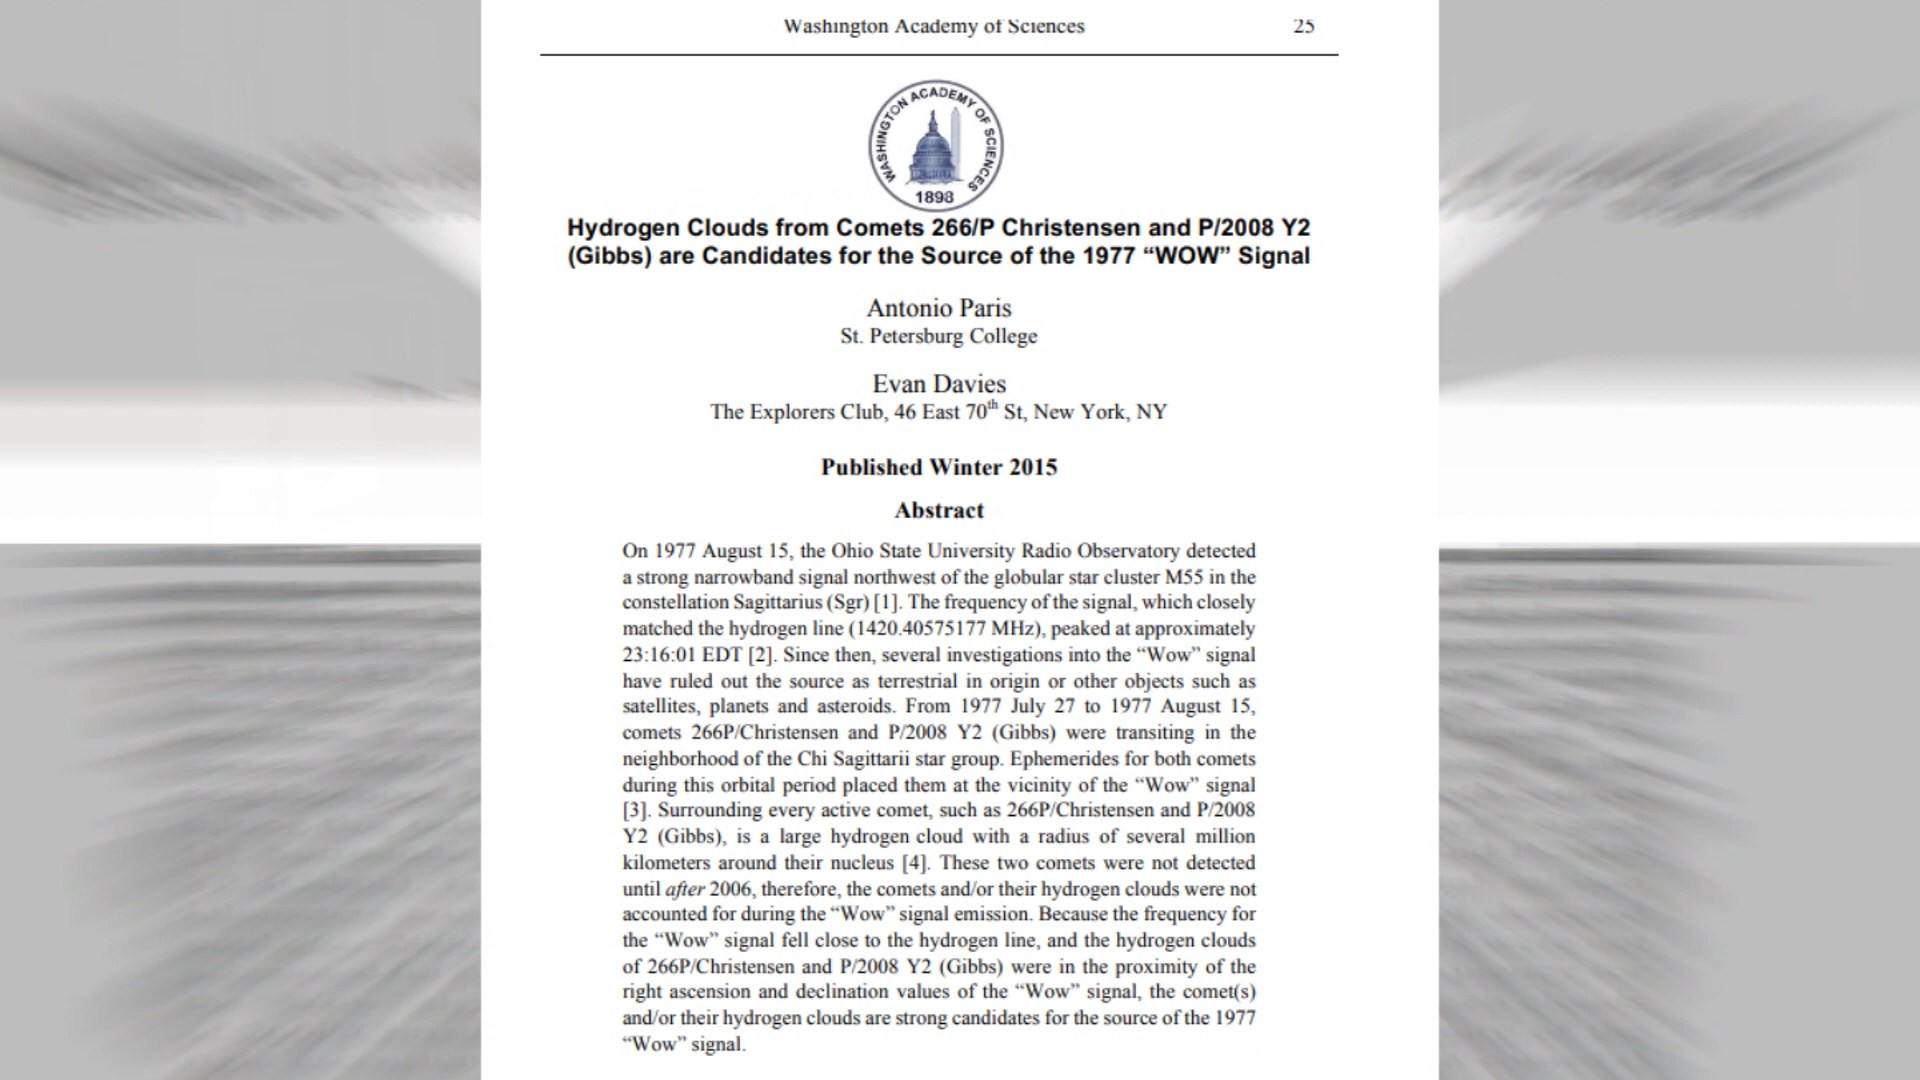 Washington Academy of Sciences 25
WASHINGTON ACADEMY OF SCIENCES
1898
Hydrogen Clouds from Comets 266/P Christensen and P/2008 Y2
(Gibbs) are Candidates for the Source of the 1977 “WOW” Signal
Antonio Paris
St. Petersburg College
Evan Davies
The Explorers Club, 46 East 70th St, New York, NY
Published Winter 2015
Abstract
On 1977 August 15, the Ohio State University Radio Observatory detected
a strong narrowband signal northwest of the globular star cluster M55 in the
constellation Sagittarius (Sgr) [1]. The frequency of the signal, which closely
matched the hydrogen line (1420.40575177 MHz), peaked at approximately
23:16:01 EDT [2]. Since then, several investigations into the “Wow” signal
have ruled out the source as terrestrial in origin or other objects such as
satellites, planets and asteroids. From 1977 July 27 to 1977 August 15,
comets 266P/Christensen and P/2008 Y2 (Gibbs) were transiting in the
neighborhood of the Chi Sagittarii star group. Ephemerides for both comets
during this orbital period placed them at the vicinity of the “Wow” signal
[3]. Surrounding every active comet, such as 266P/Christensen and P/2008
Y2 (Gibbs), is a large hydrogen cloud with a radius of several million
kilometers around their nucleus [4]. These two comets were not detected
until after 2006, therefore, the comets and/or their hydrogen clouds were not
accounted for during the “Wow” signal emission. Because the frequency for
the “Wow” signal fell close to the hydrogen line, and the hydrogen clouds
of 266P/Christensen and P/2008 Y2 (Gibbs) were in the proximity of the
right ascension and declination values of the “Wow” signal, the comet(s)
and/or their hydrogen clouds are strong candidates for the source of the 1977
“Wow” signal.